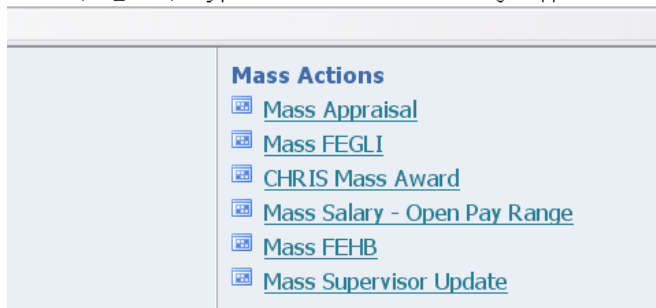 Mass Actions
Mass Appraisal
Mass FEGLI
CHRIS Mass Award
Mass Salary - Open Pay Range
Mass FEHB
Mass Supervisor Update